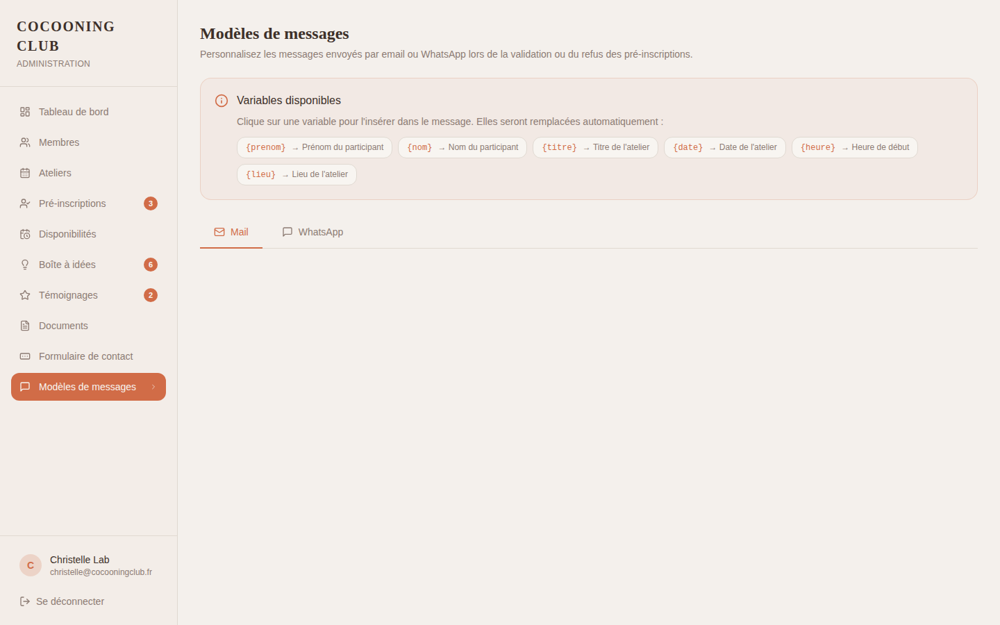 COCOONING
CLUB
ADMINISTRATION
Tableau de bord
Membres
Ateliers
Pré-inscriptions 3
Disponibilités
Boîte à idées 6
Témoignages 2
Documents
Formulaire de contact
Modèles de messages
C
Christelle Lab
christelle@cocooningclub.fr
Se déconnecter
Modèles de messages
Personnalisez les messages envoyés par email ou WhatsApp lors de la validation ou du refus des pré-inscriptions.
Variables disponibles
Clique sur une variable pour l'insérer dans le message. Elles seront remplacées automatiquement :
{prenom} → Prénom du participant {nom} → Nom du participant {titre} → Titre de l'atelier {date} → Date de l'atelier {heure} → Heure de début
{lieu} → Lieu de l'atelier
Mail WhatsApp